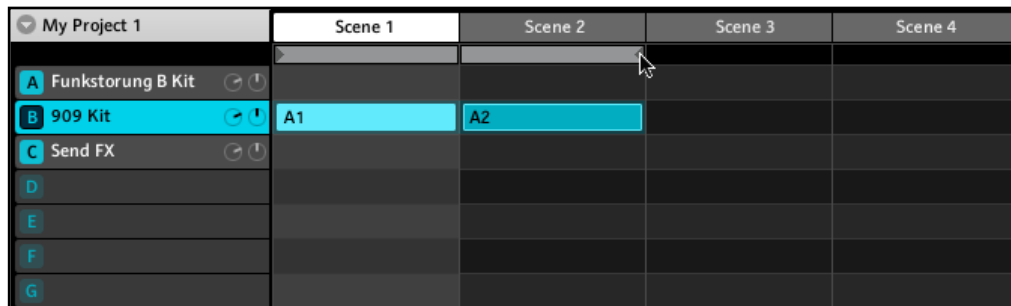 My Project 1 Scene 1 Scene 2 Scene 3 Scene 4
A Funkstorung B Kit
B 909 Kit A1 A2
C Send FX
D
E
F
G